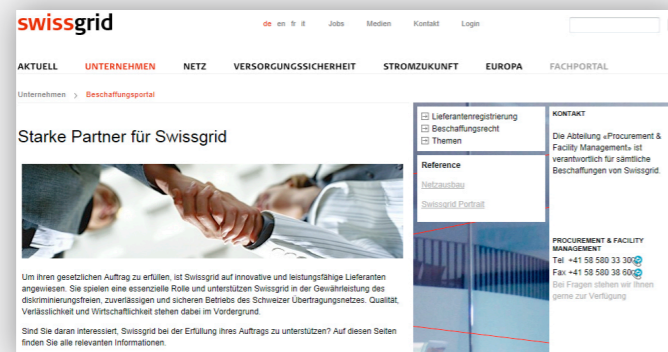 swissgrid
de en fr it Jobs Medien Kontakt Login
AKTUELL UNTERNEHMEN NETZ VERSORGUNGSSICHERHEIT STROMZUKUNFT EUROPA FACHPORTAL
Unternehmen > Beschaffungsportal
Starke Partner für Swissgrid
Um ihren gesetzlichen Auftrag zu erfüllen, ist Swissgrid auf innovative und leistungsfähige Lieferanten
angewiesen. Sie spielen eine essenzielle Rolle und unterstützen Swissgrid in der Gewährleistung des
diskriminierungsfreien, zuverlässigen und sicheren Betriebs des Schweizer Übertragungsnetzes. Qualität,
Verlässlichkeit und Wirtschaftlichkeit stehen dabei im Vordergrund.
Sind Sie daran interessiert, Swissgrid bei der Erfüllung ihres Auftrags zu unterstützen? Auf diesen Seiten
finden Sie alle relevanten Informationen.
Lieferantenregistrierung
Beschaffungsrecht
Themen
Reference
Netzausbau
Swissgrid Portrait
KONTAKT
Die Abteilung «Procurement &
Facility Management» ist
verantwortlich für sämtliche
Beschaffungen von Swissgrid.
PROCUREMENT & FACILITY
MANAGEMENT
Tel +41 58 580 33
Fax +41 58 580 38
Bei Fragen stehen wir Ihnen
gerne zur Verfügung